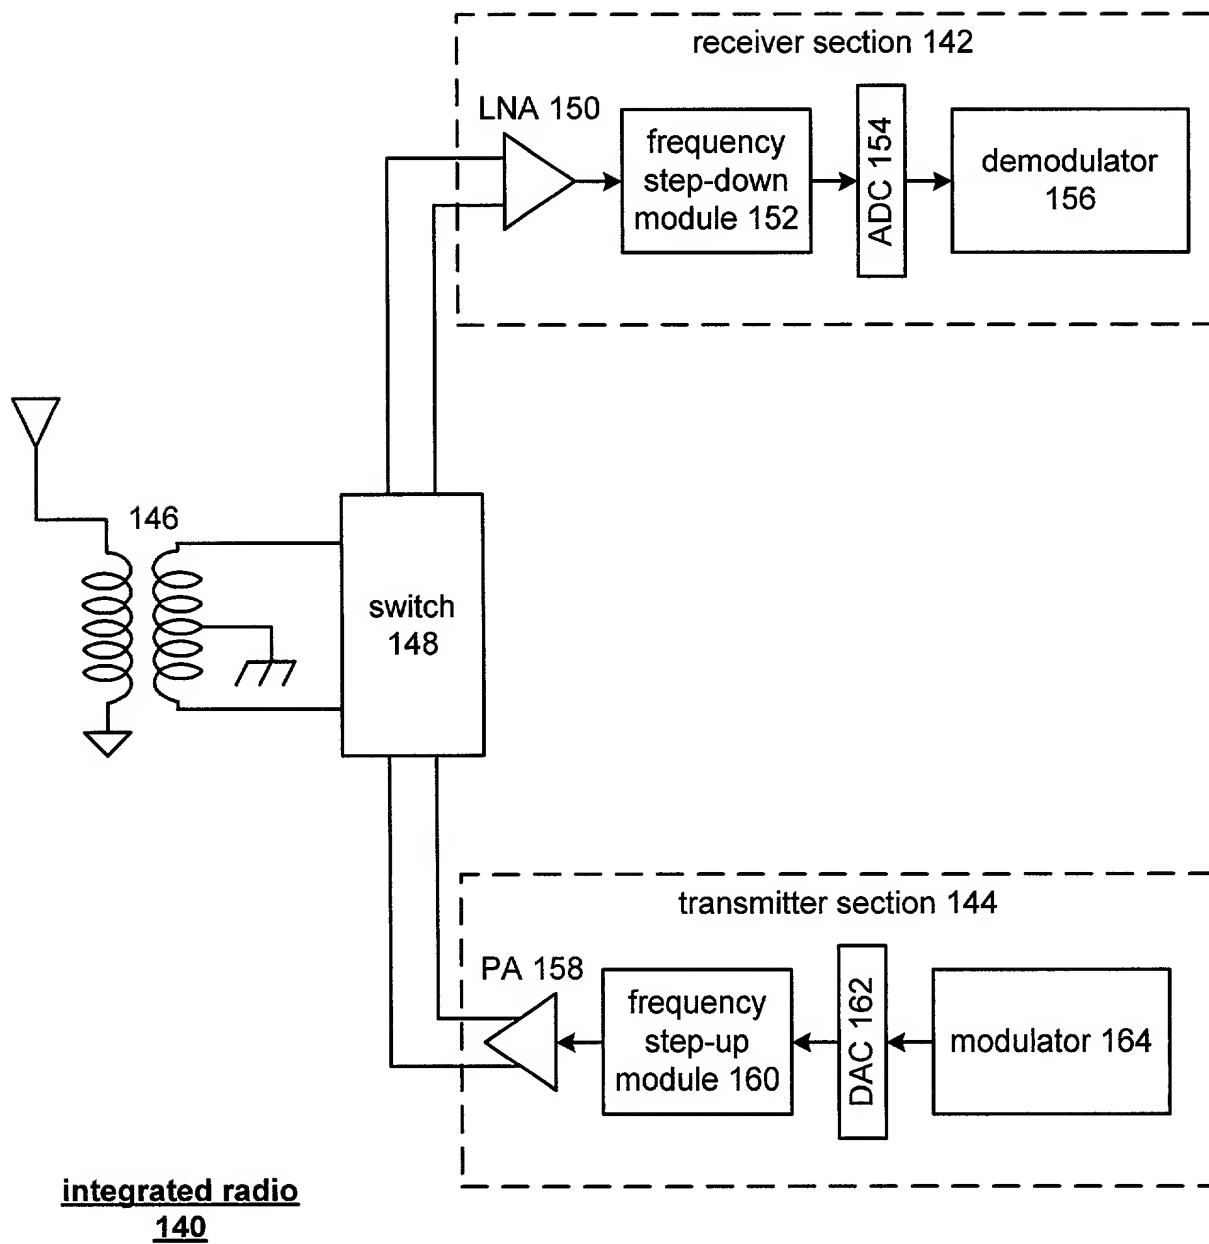 receiver section 142
LNA 150
frequency
step-down
module 152
ADC 154
demodulator
156
146
switch
148
transmitter section 144
PA 158
frequency
step-up
module 160
DAC 162
modulator 164
integrated radio
140